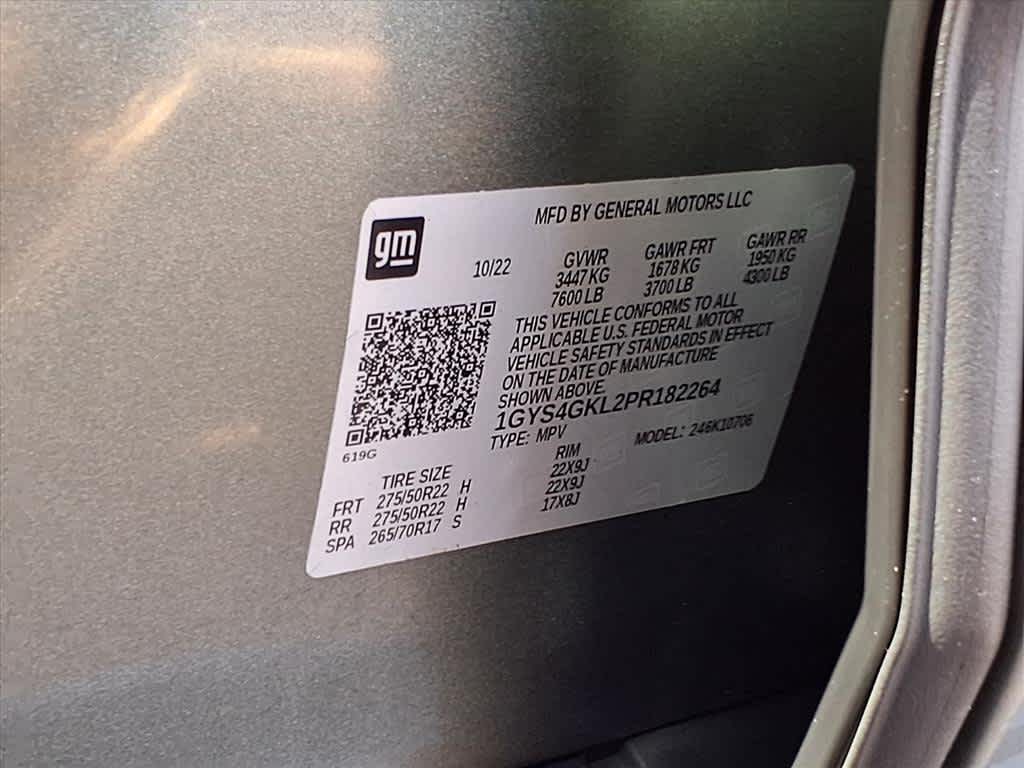 MFD BY GENERAL MOTORS LLC
gm
10/22
GVWR GAWR FRT GAWR RR
3447 KG 1678 KG 1950 KG
7600 LB 3700 LB 4300 LB
THIS VEHICLE CONFORMS TO ALL
APPLICABLE U.S. FEDERAL MOTOR
VEHICLE SAFETY STANDARDS IN EFFECT
ON THE DATE OF MANUFACTURE
SHOWN ABOVE.
1GYS4GKL2PR182264
TYPE: MPV MODEL: 246K10706
619G
TIRE SIZE RIM
FRT 275/50R22 H 22X9J
RR 275/50R22 H 22X9J
SPA 265/70R17 S 17X8J